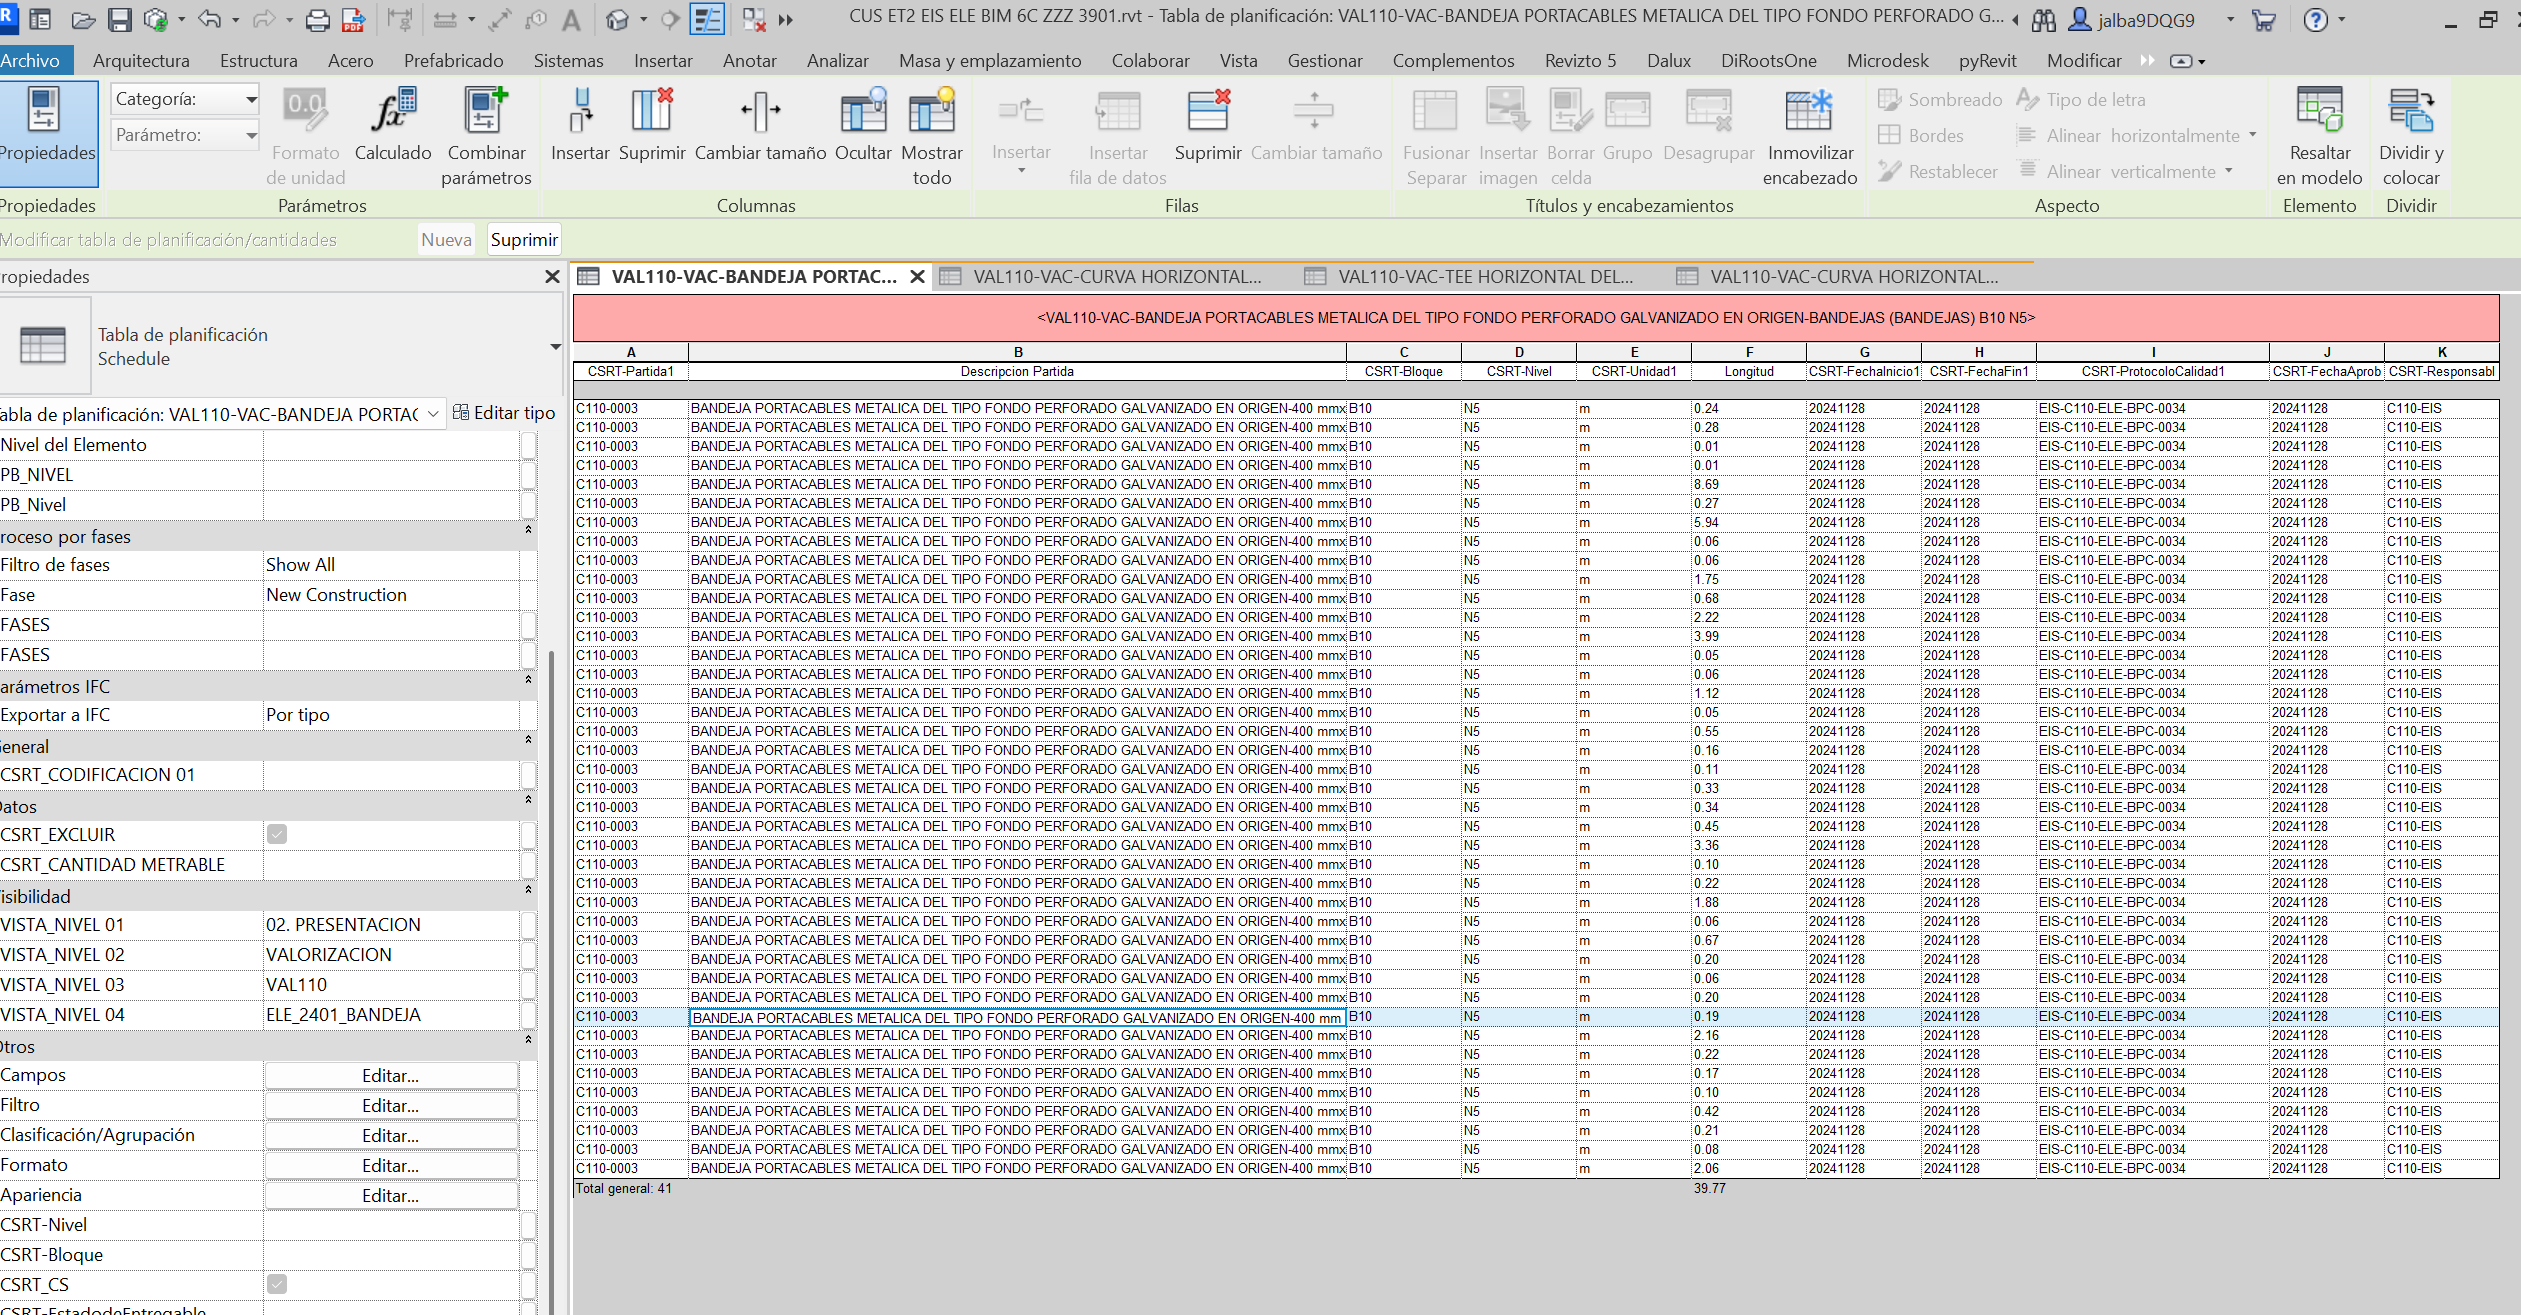 CUS ET2 EIS ELE BIM 6C ZZZ 3901.rvt - Tabla de planificación: VAL110-VAC-BANDEJA PORTACABLES METALICA DEL TIPO FONDO PERFORADO G... jalba9DQG9
Archivo Arquitectura Estructura Acero Prefabricado Sistemas Insertar Anotar Analizar Masa y emplazamiento Colaborar Vista Gestionar Complementos Revizto 5 Dalux DiRootsOne Microdesk pyRevit Modificar
Propiedades
Categoría:
Parámetro:
Formato de unidad
Calculado
Combinar parámetros
Insertar
Suprimir
Cambiar tamaño
Ocultar
Mostrar todo
Insertar
Insertar fila de datos
Suprimir
Cambiar tamaño
Fusionar Separar
Insertar imagen
Borrar celda
Grupo
Desagrupar
Inmovilizar encabezado
Sombreado
Bordes
Restablecer
Tipo de letra
Alinear horizontalmente
Alinear verticalmente
Resaltar en modelo
Dividir y colocar
Propiedades Parámetros Columnas Filas Títulos y encabezamientos Aspecto Elemento Dividir
Modificar tabla de planificación/cantidades Nueva Suprimir
ropiedades
Tabla de planificación
Schedule
abla de planificación: VAL110-VAC-BANDEJA PORTAC Editar tipo
Nivel del Elemento
PB_NIVEL
PB_Nivel
roceso por fases
Filtro de fases Show All
Fase New Construction
FASES
FASES
arámetros IFC
Exportar a IFC Por tipo
eneral
CSRT_CODIFICACION 01
atos
CSRT_EXCLUIR
CSRT_CANTIDAD METRABLE
isibilidad
VISTA_NIVEL 01 02. PRESENTACION
VISTA_NIVEL 02 VALORIZACION
VISTA_NIVEL 03 VAL110
VISTA_NIVEL 04 ELE_2401_BANDEJA
tros
Campos Editar...
Filtro Editar...
Clasificación/Agrupación Editar...
Formato Editar...
Apariencia Editar...
CSRT-Nivel
CSRT-Bloque
CSRT_CS
CSRT-EstadodeEntregable
VAL110-VAC-BANDEJA PORTAC... VAL110-VAC-CURVA HORIZONTAL... VAL110-VAC-TEE HORIZONTAL DEL... VAL110-VAC-CURVA HORIZONTAL...
<VAL110-VAC-BANDEJA PORTACABLES METALICA DEL TIPO FONDO PERFORADO GALVANIZADO EN ORIGEN-BANDEJAS (BANDEJAS) B10 N5>
A B C D E F G H I J K
CSRT-Partida1 Descripcion Partida CSRT-Bloque CSRT-Nivel CSRT-Unidad1 Longitud CSRT-FechaInicio1 CSRT-FechaFin1 CSRT-ProtocoloCalidad1 CSRT-FechaAprob CSRT-Responsabl
C110-0003 BANDEJA PORTACABLES METALICA DEL TIPO FONDO PERFORADO GALVANIZADO EN ORIGEN-400 mmx B10 N5 m 0.24 20241128 20241128 EIS-C110-ELE-BPC-0034 20241128 C110-EIS
C110-0003 BANDEJA PORTACABLES METALICA DEL TIPO FONDO PERFORADO GALVANIZADO EN ORIGEN-400 mmx B10 N5 m 0.28 20241128 20241128 EIS-C110-ELE-BPC-0034 20241128 C110-EIS
C110-0003 BANDEJA PORTACABLES METALICA DEL TIPO FONDO PERFORADO GALVANIZADO EN ORIGEN-400 mmx B10 N5 m 0.01 20241128 20241128 EIS-C110-ELE-BPC-0034 20241128 C110-EIS
C110-0003 BANDEJA PORTACABLES METALICA DEL TIPO FONDO PERFORADO GALVANIZADO EN ORIGEN-400 mmx B10 N5 m 0.01 20241128 20241128 EIS-C110-ELE-BPC-0034 20241128 C110-EIS
C110-0003 BANDEJA PORTACABLES METALICA DEL TIPO FONDO PERFORADO GALVANIZADO EN ORIGEN-400 mmx B10 N5 m 8.69 20241128 20241128 EIS-C110-ELE-BPC-0034 20241128 C110-EIS
C110-0003 BANDEJA PORTACABLES METALICA DEL TIPO FONDO PERFORADO GALVANIZADO EN ORIGEN-400 mmx B10 N5 m 0.27 20241128 20241128 EIS-C110-ELE-BPC-0034 20241128 C110-EIS
C110-0003 BANDEJA PORTACABLES METALICA DEL TIPO FONDO PERFORADO GALVANIZADO EN ORIGEN-400 mmx B10 N5 m 5.94 20241128 20241128 EIS-C110-ELE-BPC-0034 20241128 C110-EIS
C110-0003 BANDEJA PORTACABLES METALICA DEL TIPO FONDO PERFORADO GALVANIZADO EN ORIGEN-400 mmx B10 N5 m 0.06 20241128 20241128 EIS-C110-ELE-BPC-0034 20241128 C110-EIS
C110-0003 BANDEJA PORTACABLES METALICA DEL TIPO FONDO PERFORADO GALVANIZADO EN ORIGEN-400 mmx B10 N5 m 0.06 20241128 20241128 EIS-C110-ELE-BPC-0034 20241128 C110-EIS
C110-0003 BANDEJA PORTACABLES METALICA DEL TIPO FONDO PERFORADO GALVANIZADO EN ORIGEN-400 mmx B10 N5 m 1.75 20241128 20241128 EIS-C110-ELE-BPC-0034 20241128 C110-EIS
C110-0003 BANDEJA PORTACABLES METALICA DEL TIPO FONDO PERFORADO GALVANIZADO EN ORIGEN-400 mmx B10 N5 m 0.68 20241128 20241128 EIS-C110-ELE-BPC-0034 20241128 C110-EIS
C110-0003 BANDEJA PORTACABLES METALICA DEL TIPO FONDO PERFORADO GALVANIZADO EN ORIGEN-400 mmx B10 N5 m 2.22 20241128 20241128 EIS-C110-ELE-BPC-0034 20241128 C110-EIS
C110-0003 BANDEJA PORTACABLES METALICA DEL TIPO FONDO PERFORADO GALVANIZADO EN ORIGEN-400 mmx B10 N5 m 3.99 20241128 20241128 EIS-C110-ELE-BPC-0034 20241128 C110-EIS
C110-0003 BANDEJA PORTACABLES METALICA DEL TIPO FONDO PERFORADO GALVANIZADO EN ORIGEN-400 mmx B10 N5 m 0.05 20241128 20241128 EIS-C110-ELE-BPC-0034 20241128 C110-EIS
C110-0003 BANDEJA PORTACABLES METALICA DEL TIPO FONDO PERFORADO GALVANIZADO EN ORIGEN-400 mmx B10 N5 m 0.06 20241128 20241128 EIS-C110-ELE-BPC-0034 20241128 C110-EIS
C110-0003 BANDEJA PORTACABLES METALICA DEL TIPO FONDO PERFORADO GALVANIZADO EN ORIGEN-400 mmx B10 N5 m 1.12 20241128 20241128 EIS-C110-ELE-BPC-0034 20241128 C110-EIS
C110-0003 BANDEJA PORTACABLES METALICA DEL TIPO FONDO PERFORADO GALVANIZADO EN ORIGEN-400 mmx B10 N5 m 0.05 20241128 20241128 EIS-C110-ELE-BPC-0034 20241128 C110-EIS
C110-0003 BANDEJA PORTACABLES METALICA DEL TIPO FONDO PERFORADO GALVANIZADO EN ORIGEN-400 mmx B10 N5 m 0.55 20241128 20241128 EIS-C110-ELE-BPC-0034 20241128 C110-EIS
C110-0003 BANDEJA PORTACABLES METALICA DEL TIPO FONDO PERFORADO GALVANIZADO EN ORIGEN-400 mmx B10 N5 m 0.16 20241128 20241128 EIS-C110-ELE-BPC-0034 20241128 C110-EIS
C110-0003 BANDEJA PORTACABLES METALICA DEL TIPO FONDO PERFORADO GALVANIZADO EN ORIGEN-400 mmx B10 N5 m 0.11 20241128 20241128 EIS-C110-ELE-BPC-0034 20241128 C110-EIS
C110-0003 BANDEJA PORTACABLES METALICA DEL TIPO FONDO PERFORADO GALVANIZADO EN ORIGEN-400 mmx B10 N5 m 0.33 20241128 20241128 EIS-C110-ELE-BPC-0034 20241128 C110-EIS
C110-0003 BANDEJA PORTACABLES METALICA DEL TIPO FONDO PERFORADO GALVANIZADO EN ORIGEN-400 mmx B10 N5 m 0.34 20241128 20241128 EIS-C110-ELE-BPC-0034 20241128 C110-EIS
C110-0003 BANDEJA PORTACABLES METALICA DEL TIPO FONDO PERFORADO GALVANIZADO EN ORIGEN-400 mmx B10 N5 m 0.45 20241128 20241128 EIS-C110-ELE-BPC-0034 20241128 C110-EIS
C110-0003 BANDEJA PORTACABLES METALICA DEL TIPO FONDO PERFORADO GALVANIZADO EN ORIGEN-400 mmx B10 N5 m 3.36 20241128 20241128 EIS-C110-ELE-BPC-0034 20241128 C110-EIS
C110-0003 BANDEJA PORTACABLES METALICA DEL TIPO FONDO PERFORADO GALVANIZADO EN ORIGEN-400 mmx B10 N5 m 0.10 20241128 20241128 EIS-C110-ELE-BPC-0034 20241128 C110-EIS
C110-0003 BANDEJA PORTACABLES METALICA DEL TIPO FONDO PERFORADO GALVANIZADO EN ORIGEN-400 mmx B10 N5 m 0.22 20241128 20241128 EIS-C110-ELE-BPC-0034 20241128 C110-EIS
C110-0003 BANDEJA PORTACABLES METALICA DEL TIPO FONDO PERFORADO GALVANIZADO EN ORIGEN-400 mmx B10 N5 m 1.88 20241128 20241128 EIS-C110-ELE-BPC-0034 20241128 C110-EIS
C110-0003 BANDEJA PORTACABLES METALICA DEL TIPO FONDO PERFORADO GALVANIZADO EN ORIGEN-400 mmx B10 N5 m 0.06 20241128 20241128 EIS-C110-ELE-BPC-0034 20241128 C110-EIS
C110-0003 BANDEJA PORTACABLES METALICA DEL TIPO FONDO PERFORADO GALVANIZADO EN ORIGEN-400 mmx B10 N5 m 0.67 20241128 20241128 EIS-C110-ELE-BPC-0034 20241128 C110-EIS
C110-0003 BANDEJA PORTACABLES METALICA DEL TIPO FONDO PERFORADO GALVANIZADO EN ORIGEN-400 mmx B10 N5 m 0.20 20241128 20241128 EIS-C110-ELE-BPC-0034 20241128 C110-EIS
C110-0003 BANDEJA PORTACABLES METALICA DEL TIPO FONDO PERFORADO GALVANIZADO EN ORIGEN-400 mmx B10 N5 m 0.06 20241128 20241128 EIS-C110-ELE-BPC-0034 20241128 C110-EIS
C110-0003 BANDEJA PORTACABLES METALICA DEL TIPO FONDO PERFORADO GALVANIZADO EN ORIGEN-400 mmx B10 N5 m 0.20 20241128 20241128 EIS-C110-ELE-BPC-0034 20241128 C110-EIS
C110-0003 BANDEJA PORTACABLES METALICA DEL TIPO FONDO PERFORADO GALVANIZADO EN ORIGEN-400 mm B10 N5 m 0.19 20241128 20241128 EIS-C110-ELE-BPC-0034 20241128 C110-EIS
C110-0003 BANDEJA PORTACABLES METALICA DEL TIPO FONDO PERFORADO GALVANIZADO EN ORIGEN-400 mmx B10 N5 m 2.16 20241128 20241128 EIS-C110-ELE-BPC-0034 20241128 C110-EIS
C110-0003 BANDEJA PORTACABLES METALICA DEL TIPO FONDO PERFORADO GALVANIZADO EN ORIGEN-400 mmx B10 N5 m 0.22 20241128 20241128 EIS-C110-ELE-BPC-0034 20241128 C110-EIS
C110-0003 BANDEJA PORTACABLES METALICA DEL TIPO FONDO PERFORADO GALVANIZADO EN ORIGEN-400 mmx B10 N5 m 0.17 20241128 20241128 EIS-C110-ELE-BPC-0034 20241128 C110-EIS
C110-0003 BANDEJA PORTACABLES METALICA DEL TIPO FONDO PERFORADO GALVANIZADO EN ORIGEN-400 mmx B10 N5 m 0.10 20241128 20241128 EIS-C110-ELE-BPC-0034 20241128 C110-EIS
C110-0003 BANDEJA PORTACABLES METALICA DEL TIPO FONDO PERFORADO GALVANIZADO EN ORIGEN-400 mmx B10 N5 m 0.42 20241128 20241128 EIS-C110-ELE-BPC-0034 20241128 C110-EIS
C110-0003 BANDEJA PORTACABLES METALICA DEL TIPO FONDO PERFORADO GALVANIZADO EN ORIGEN-400 mmx B10 N5 m 0.21 20241128 20241128 EIS-C110-ELE-BPC-0034 20241128 C110-EIS
C110-0003 BANDEJA PORTACABLES METALICA DEL TIPO FONDO PERFORADO GALVANIZADO EN ORIGEN-400 mmx B10 N5 m 0.08 20241128 20241128 EIS-C110-ELE-BPC-0034 20241128 C110-EIS
C110-0003 BANDEJA PORTACABLES METALICA DEL TIPO FONDO PERFORADO GALVANIZADO EN ORIGEN-400 mmx B10 N5 m 2.06 20241128 20241128 EIS-C110-ELE-BPC-0034 20241128 C110-EIS
Total general: 41 39.77